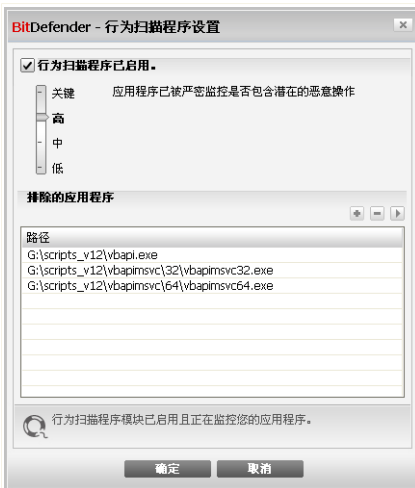 BitDefender - 行为扫描程序设置
行为扫描程序已启用。
关键
应用程序已被严密监控是否包含潜在的恶意操作
高
中
低
排除的应用程序
路径
G:\scripts_v12\vbapi.exe
G:\scripts_v12\vbapimsvc\32\vbapimsvc32.exe
G:\scripts_v12\vbapimsvc\64\vbapimsvc64.exe
行为扫描程序模块已启用且正在监控您的应用程序。
确定 取消